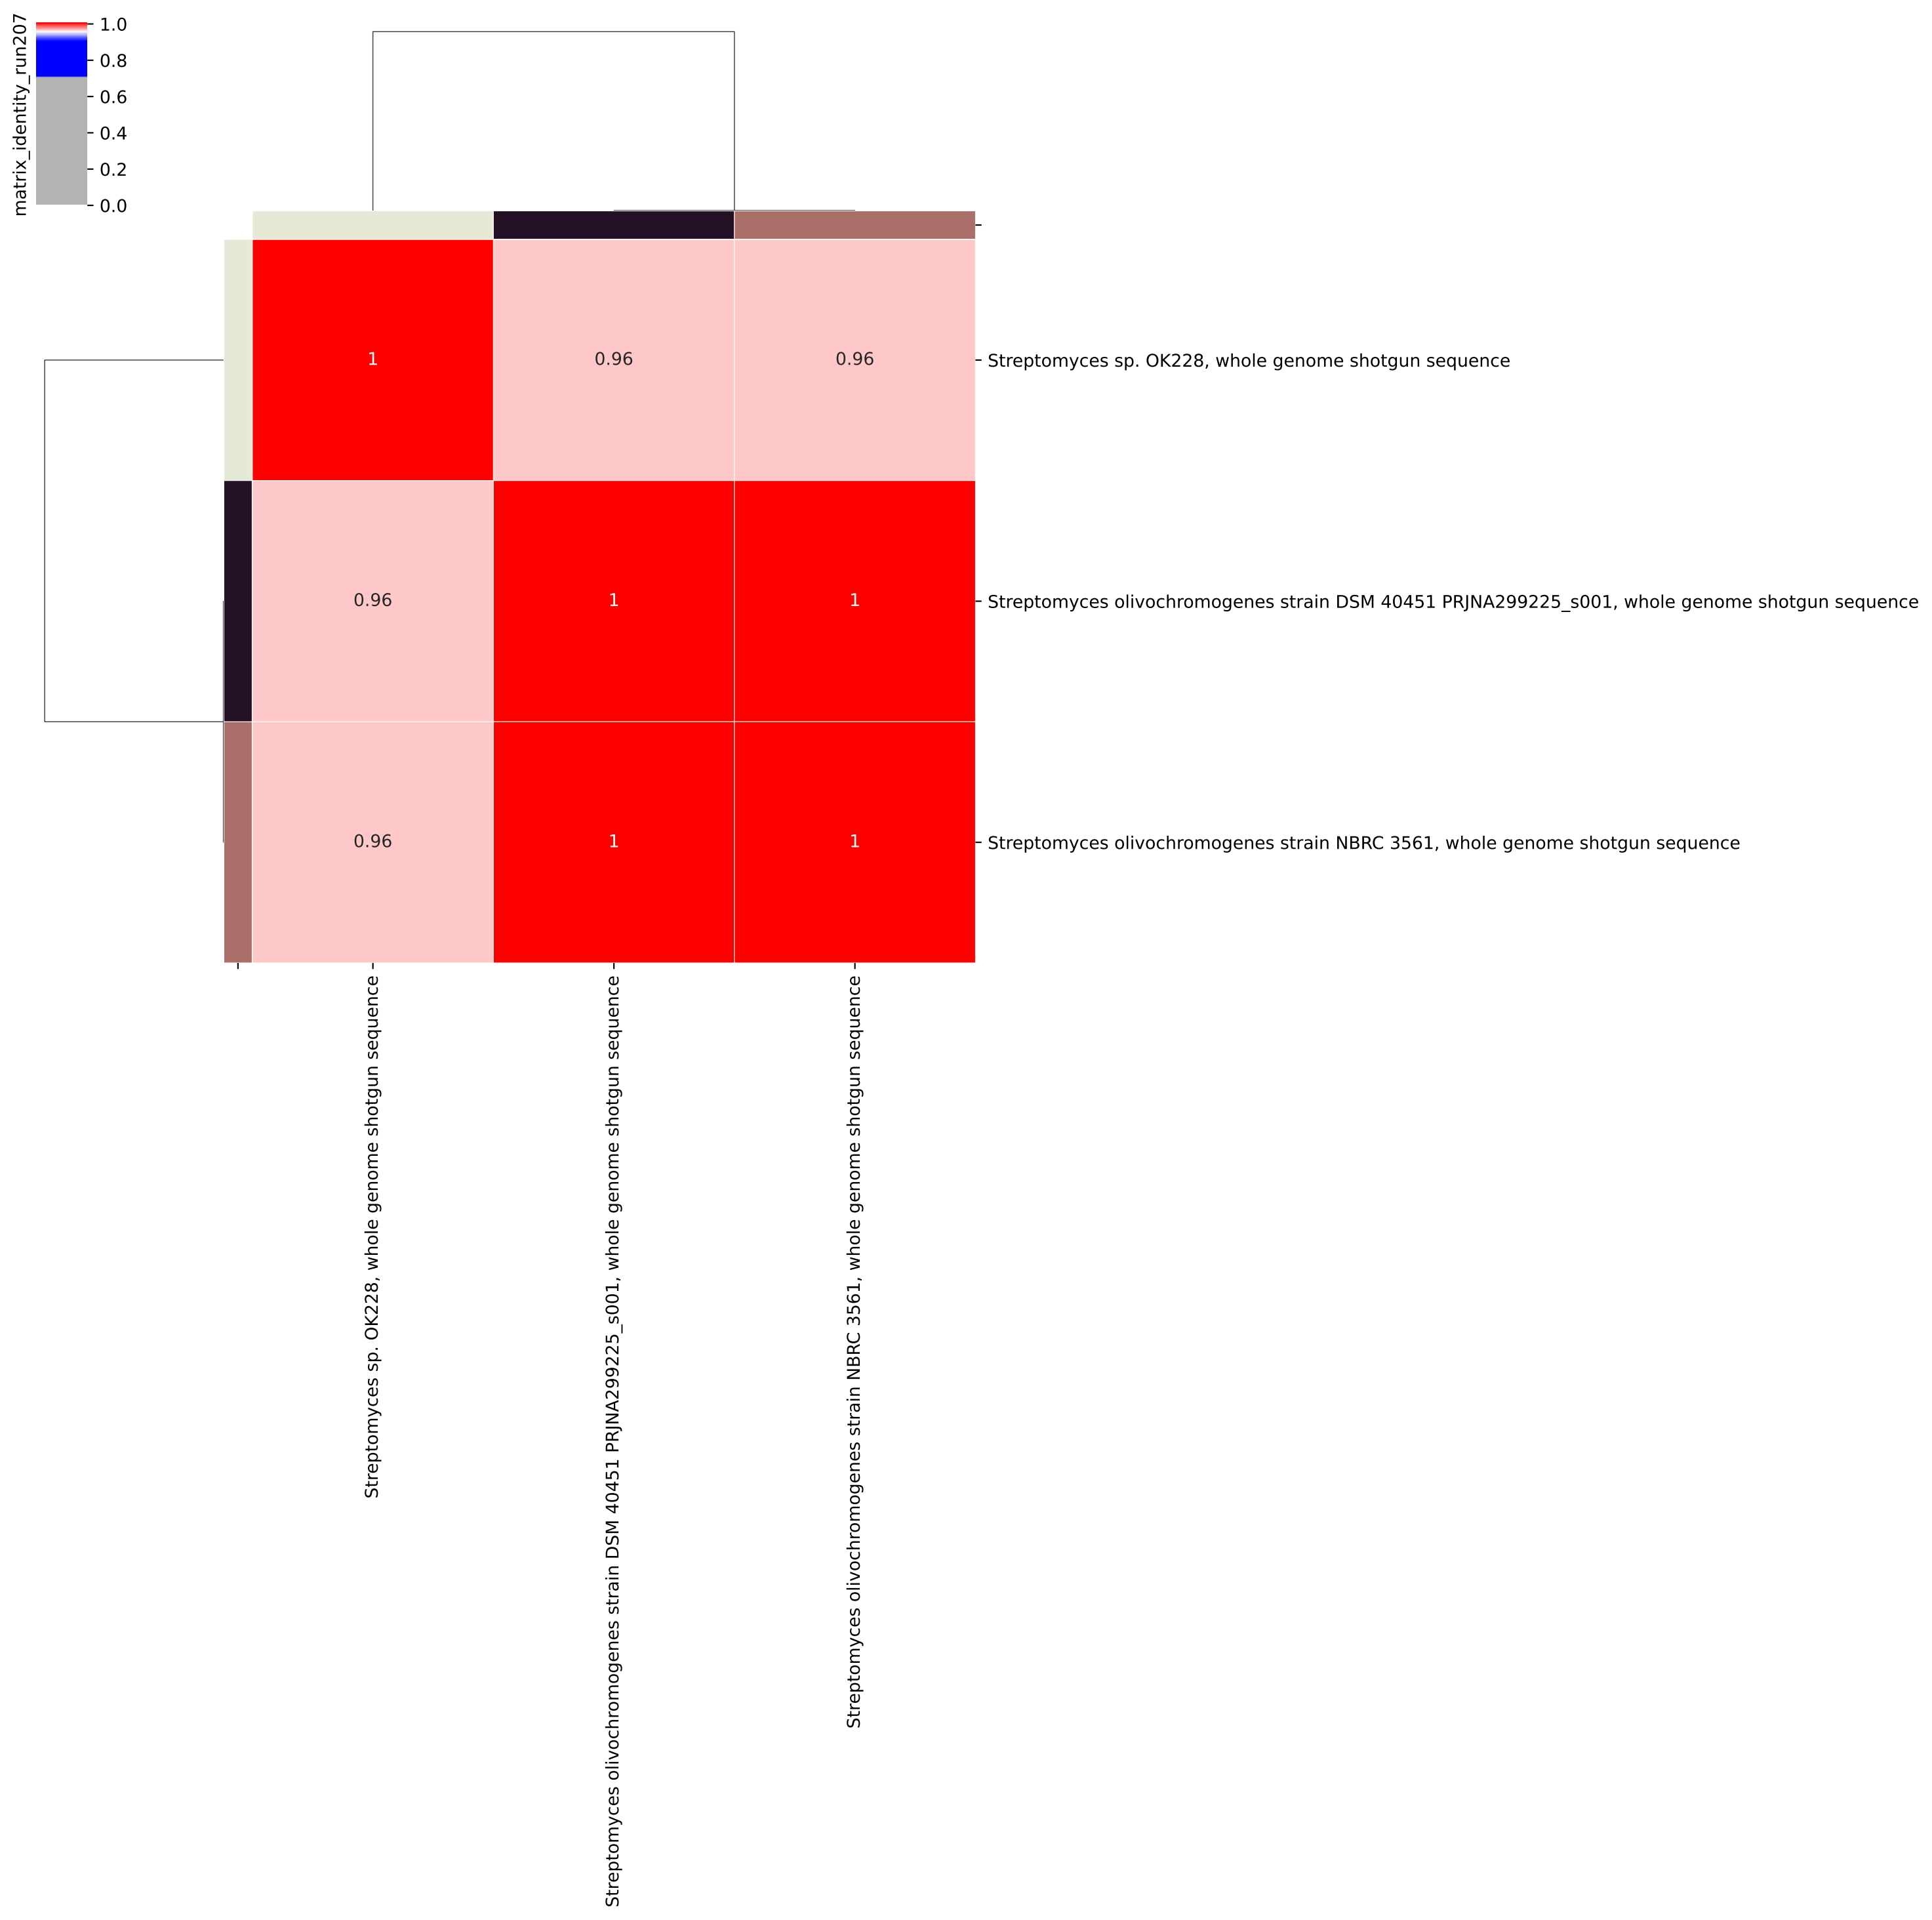 matrix_identity_run207
1.0
0.8
0.6
0.4
0.2
0.0
1 0.96 0.96
Streptomyces sp. OK228, whole genome shotgun sequence
0.96 1 1
Streptomyces olivochromogenes strain DSM 40451 PRJNA299225_s001, whole genome shotgun sequence
0.96 1 1
Streptomyces olivochromogenes strain NBRC 3561, whole genome shotgun sequence
Streptomyces sp. OK228, whole genome shotgun sequence
Streptomyces olivochromogenes strain DSM 40451 PRJNA299225_s001, whole genome shotgun sequence
Streptomyces olivochromogenes strain NBRC 3561, whole genome shotgun sequence